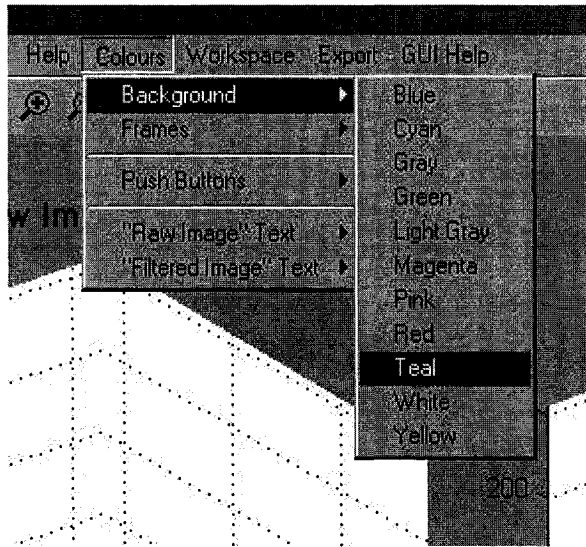 Help Colours Workspace Export GUI Help
Background
Frames
Push Buttons
"Raw Image" Text
"Filtered Image" Text
Blue
Cyan
Gray
Green
Light Gray
Magenta
Pink
Red
Teal
White
Yellow
w Im
200